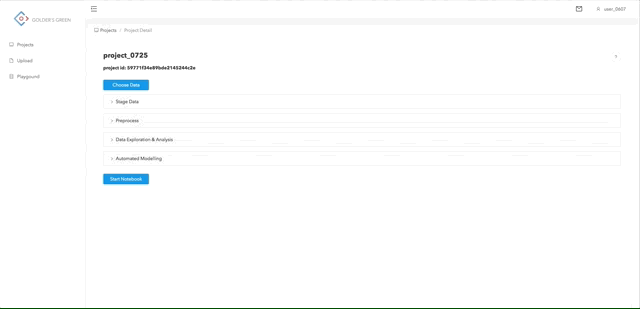 GOLDER'S GREEN
user_0607
Projects / Project Detail
Projects
Upload
Playground
project_0725
project id: 59771f34e89bde2145244c2e
Choose Data
Stage Data
Preprocess
Data Exploration & Analysis
Automated Modelling
Start Notebook